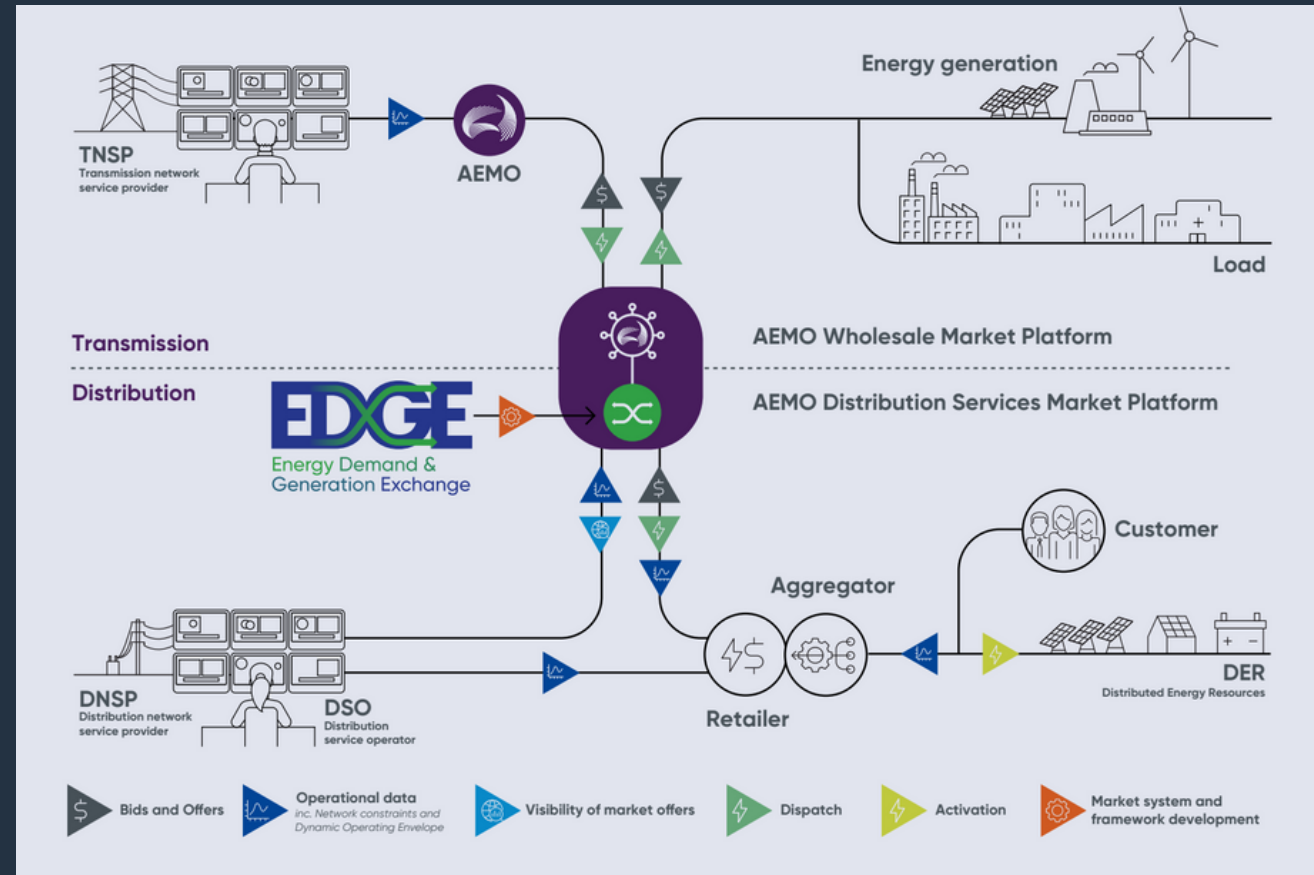 Energy generation
TNSP
Transmission network
service provider
AEMO
$
$
Load
Transmission
AEMO Wholesale Market Platform
Distribution
EDGE
Energy Demand &
Generation Exchange
AEMO Distribution Services Market Platform
$
Customer
Aggregator
$
DNSP
Distribution network
service provider
DSO
Distribution
service operator
Retailer
DER
Distributed Energy Resources
$
Bids and Offers
Operational data
inc. Network constraints and
Dynamic Operating Envelope
Visibility of market offers
Dispatch
Activation
Market system and
framework development